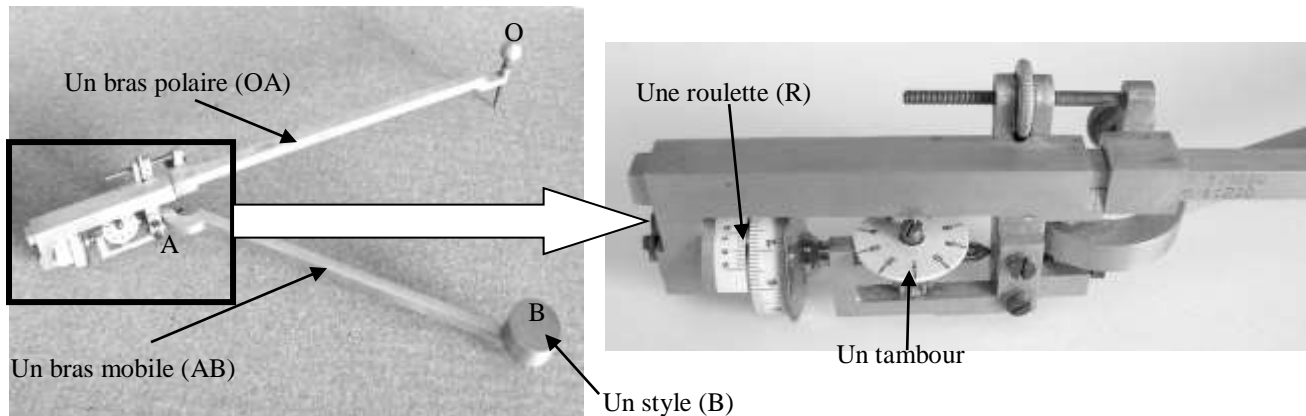 O
Un bras polaire (OA)
Une roulette (R)
A
B
Un bras mobile (AB)
Un tambour
Un style (B)